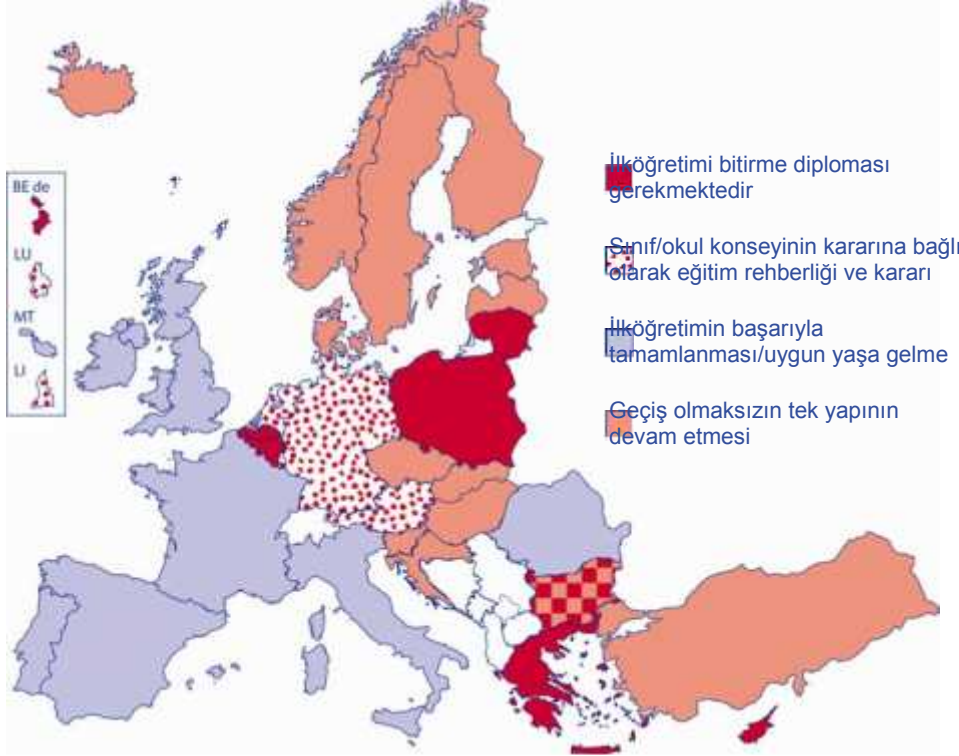 BE de
LU
MT
LI
İlköğretimi bitirme diploması
gerekmektedir
Sınıf/okul konseyinin kararına bağlı
olarak eğitim rehberliği ve kararı
İlköğretimin başarıyla
tamamlanması/uygun yaşa gelme
Geçiş olmaksızın tek yapının
devam etmesi